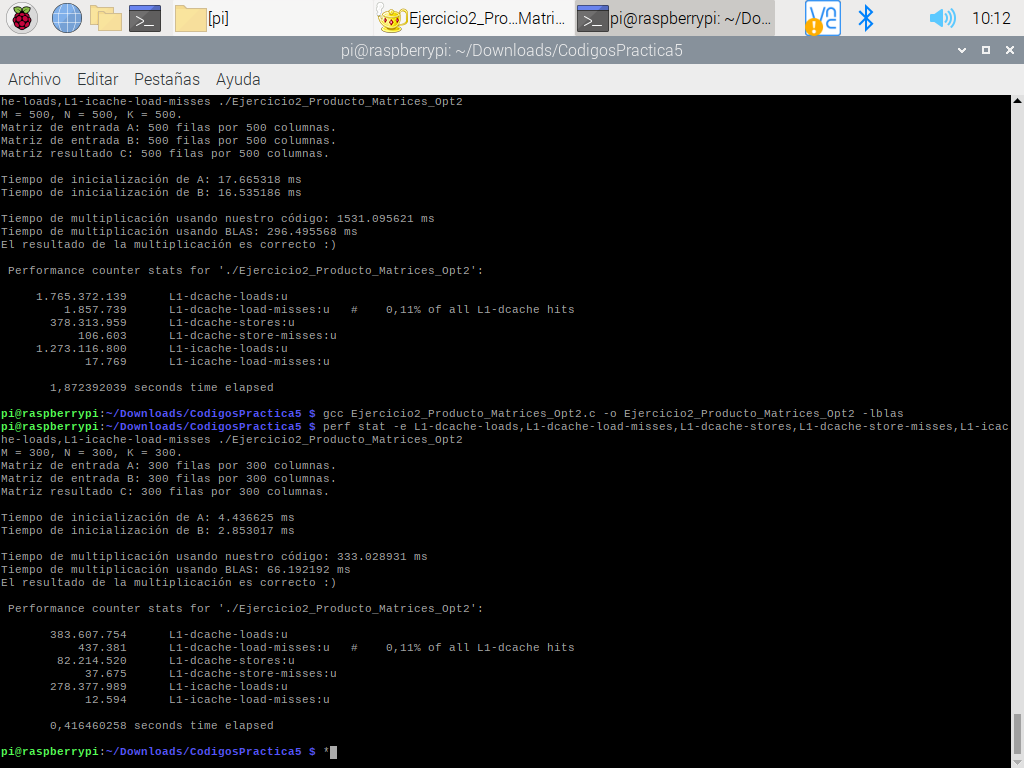 [pi]
Ejercicio2_Pro...Matri...
pi@raspberrypi: ~/Do...
10:12
pi@raspberrypi: ~/Downloads/CodigosPractica5
Archivo Editar Pestañas Ayuda
he-loads,L1-icache-load-misses ./Ejercicio2_Producto_Matrices_Opt2
M = 500, N = 500, K = 500.
Matriz de entrada A: 500 filas por 500 columnas.
Matriz de entrada B: 500 filas por 500 columnas.
Matriz resultado C: 500 filas por 500 columnas.
Tiempo de inicialización de A: 17.665318 ms
Tiempo de inicialización de B: 16.535186 ms
Tiempo de multiplicación usando nuestro código: 1531.095621 ms
Tiempo de multiplicación usando BLAS: 296.495568 ms
El resultado de la multiplicación es correcto :)
Performance counter stats for './Ejercicio2_Producto_Matrices_Opt2':
1.765.372.139 L1-dcache-loads:u
1.857.739 L1-dcache-load-misses:u # 0,11% of all L1-dcache hits
378.313.959 L1-dcache-stores:u
106.603 L1-dcache-store-misses:u
1.273.116.800 L1-icache-loads:u
17.769 L1-icache-load-misses:u
1,872392039 seconds time elapsed
pi@raspberrypi:~/Downloads/CodigosPractica5 $ gcc Ejercicio2_Producto_Matrices_Opt2.c -o Ejercicio2_Producto_Matrices_Opt2 -lblas
pi@raspberrypi:~/Downloads/CodigosPractica5 $ perf stat -e L1-dcache-loads,L1-dcache-load-misses,L1-dcache-stores,L1-dcache-store-misses,L1-icac
he-loads,L1-icache-load-misses ./Ejercicio2_Producto_Matrices_Opt2
M = 300, N = 300, K = 300.
Matriz de entrada A: 300 filas por 300 columnas.
Matriz de entrada B: 300 filas por 300 columnas.
Matriz resultado C: 300 filas por 300 columnas.
Tiempo de inicialización de A: 4.436625 ms
Tiempo de inicialización de B: 2.853017 ms
Tiempo de multiplicación usando nuestro código: 333.028931 ms
Tiempo de multiplicación usando BLAS: 66.192192 ms
El resultado de la multiplicación es correcto :)
Performance counter stats for './Ejercicio2_Producto_Matrices_Opt2':
383.607.754 L1-dcache-loads:u
437.381 L1-dcache-load-misses:u # 0,11% of all L1-dcache hits
82.214.520 L1-dcache-stores:u
37.675 L1-dcache-store-misses:u
278.377.989 L1-icache-loads:u
12.594 L1-icache-load-misses:u
0,416460258 seconds time elapsed
pi@raspberrypi:~/Downloads/CodigosPractica5 $ *